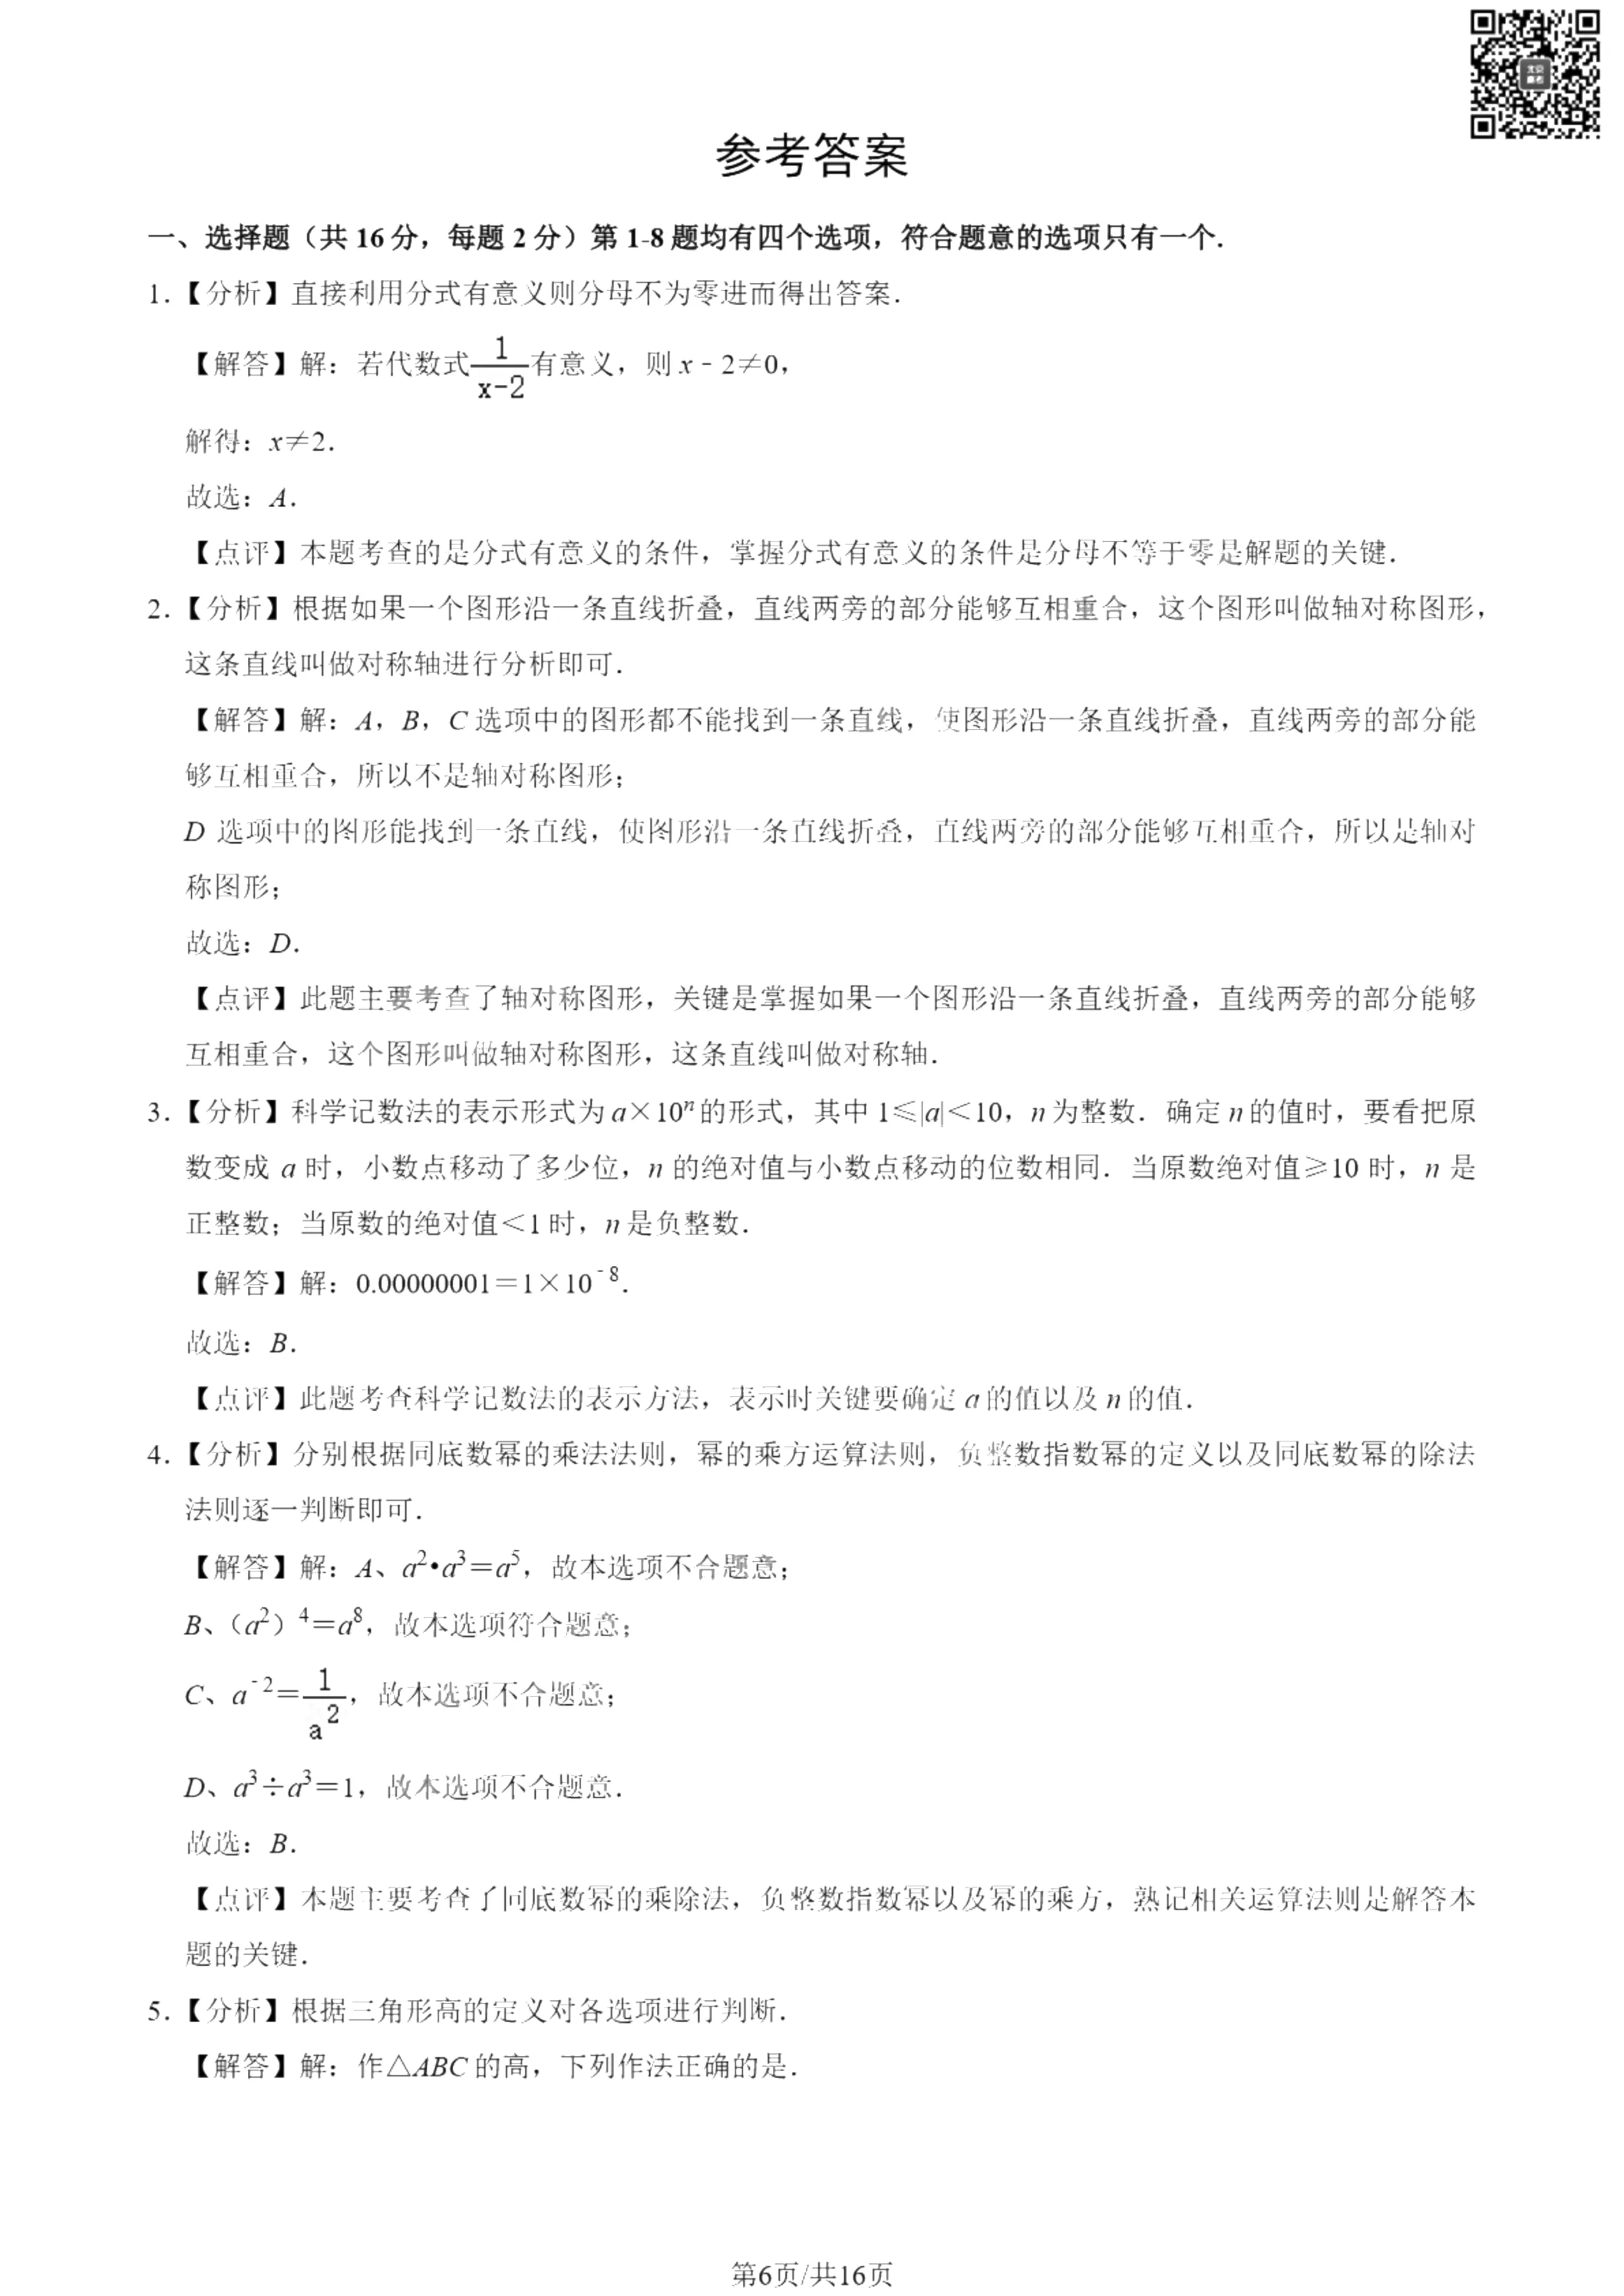 参考答案
一、选择题（共16分，每题2分）第1-8题均有四个选项，符合题意的选项只有一个．
1．【分析】直接利用分式有意义则分母不为零进而得出答案．
【解答】解：若代数式\frac{1}{x-2}有意义，则x﹣2≠0，
解得：x≠2．
故选：A．
【点评】本题考查的是分式有意义的条件，掌握分式有意义的条件是分母不等于零是解题的关键．
2．【分析】根据如果一个图形沿一条直线折叠，直线两旁的部分能够互相重合，这个图形叫做轴对称图形，
这条直线叫做对称轴进行分析即可．
【解答】解：A，B，C选项中的图形都不能找到一条直线，使图形沿一条直线折叠，直线两旁的部分能
够互相重合，所以不是轴对称图形；
D 选项中的图形能找到一条直线，使图形沿一条直线折叠，直线两旁的部分能够互相重合，所以是轴对
称图形；
故选：D．
【点评】此题主要考查了轴对称图形，关键是掌握如果一个图形沿一条直线折叠，直线两旁的部分能够
互相重合，这个图形叫做轴对称图形，这条直线叫做对称轴．
3．【分析】科学记数法的表示形式为a×10ⁿ的形式，其中1≤|a|＜10，n为整数．确定n的值时，要看把原
数变成 a 时，小数点移动了多少位，n 的绝对值与小数点移动的位数相同．当原数绝对值≥10 时，n 是
正整数；当原数的绝对值＜1时，n是负整数．
【解答】解：0.00000001＝1×10⁻⁸．
故选：B．
【点评】此题考查科学记数法的表示方法，表示时关键要确定a的值以及n的值．
4．【分析】分别根据同底数幂的乘法法则，幂的乘方运算法则，负整数指数幂的定义以及同底数幂的除法
法则逐一判断即可．
【解答】解：A、a²•a³＝a⁵，故本选项不合题意；
B、（a²）⁴＝a⁸，故本选项符合题意；
C、a⁻²＝\frac{1}{a²}，故本选项不合题意；
D、a³÷a³＝1，故本选项不合题意．
故选：B．
【点评】本题主要考查了同底数幂的乘除法，负整数指数幂以及幂的乘方，熟记相关运算法则是解答本
题的关键．
5．【分析】根据三角形高的定义对各选项进行判断．
【解答】解：作△ABC的高，下列作法正确的是．
第6页/共16页